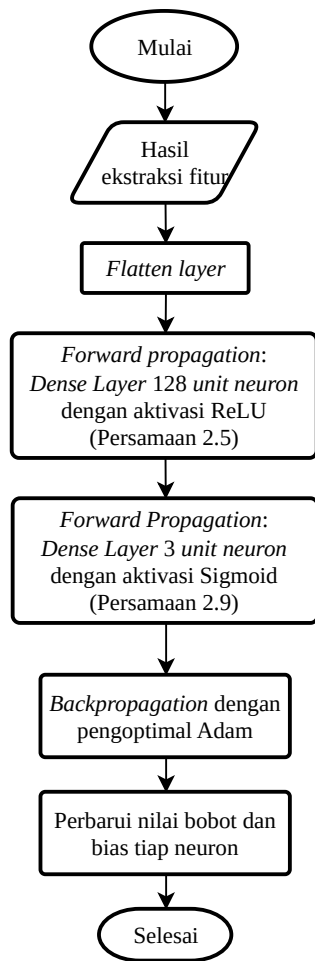 Mulai
Hasil
ekstraksi fitur
Flatten layer
Forward propagation:
Dense Layer 128 unit neuron
dengan aktivasi ReLU
(Persamaan 2.5)
Forward Propagation:
Dense Layer 3 unit neuron
dengan aktivasi Sigmoid
(Persamaan 2.9)
Backpropagation dengan
pengoptimal Adam
Perbarui nilai bobot dan
bias tiap neuron
Selesai